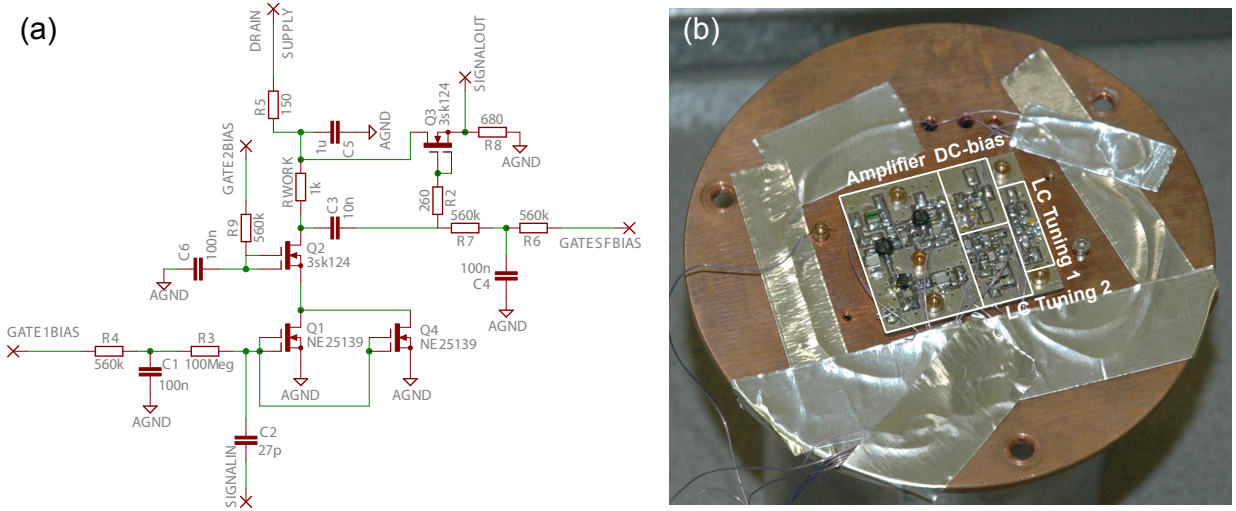 (a)
DRAIN
SUPPLY
R5
150
1u
C5
AGND
GATE2BIAS
RWORK
1k
Q3
3sk124
SIGNALOUT
680
R8
AGND
R9
560k
C3
10n
260
R2
C6
100n
AGND
Q2
3sk124
560k
R7
560k
R6
GATESFBIAS
100n
C4
AGND
GATE1BIAS
R4
560k
R3
100Meg
C1
100n
AGND
Q1
NE25139
AGND
Q4
NE25139
AGND
C2
27p
SIGNALIN
(b)
Amplifier
DC-bias
LC Tuning 1
LC Tuning 2